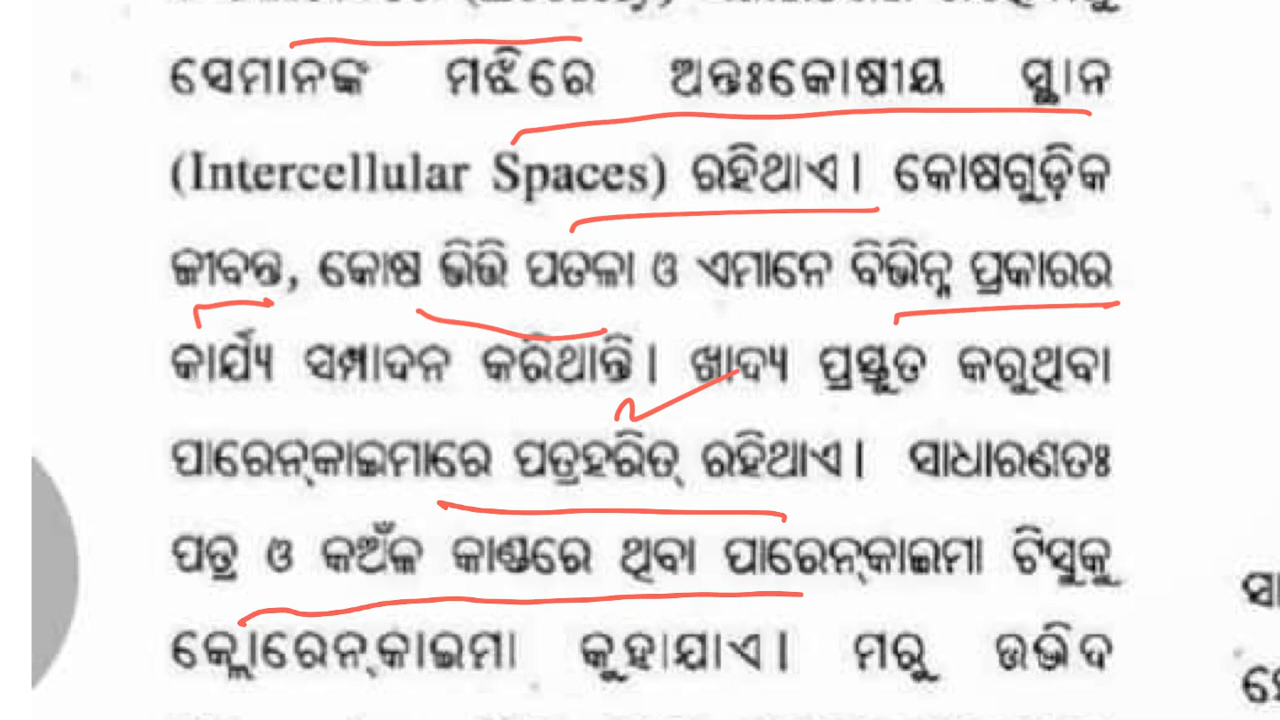 ସେମାନଙ୍କ ମଝିରେ ଅନ୍ତଃକୋଷୀୟ ସ୍ଥାନ
(Intercellular Spaces) ରହିଥାଏ। କୋଷଗୁଡ଼ିକ
ଜୀବନ୍ତ, କୋଷ ଭିତ୍ତି ପତଳା ଓ ଏମାନେ ବିଭିନ୍ନ ପ୍ରକାରର
କାର୍ଯ୍ୟ ସମ୍ପାଦନ କରିଥାନ୍ତି। ଖାଦ୍ୟ ପ୍ରସ୍ତୁତ କରୁଥିବା
ପାରେନ୍‌କାଇମାରେ ପତ୍ରହରିତ୍ ରହିଥାଏ। ସାଧାରଣତଃ
ପତ୍ର ଓ କଅଁଳ କାଣ୍ଡରେ ଥିବା ପାରେନ୍‌କାଇମା ଟିସୁକୁ
କ୍ଲୋରେନ୍‌କାଇମା କୁହାଯାଏ। ମରୁ ଉଦ୍ଭିଦ